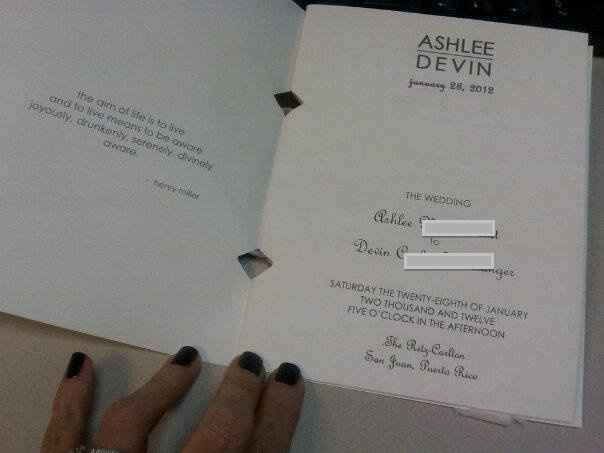 the aim of life is to live
and to live means to be aware
joyously, drunkenly, serenely, divinely
aware.
- henry miller
ASHLEE
DEVIN
january 28, 2012
THE WEDDING
Ashlee
To
Devin
SATURDAY THE TWENTY-EIGHTH OF JANUARY
TWO THOUSAND AND TWELVE
FIVE O'CLOCK IN THE AFTERNOON
The Ritz-Carlton
San Juan, Puerto Rico